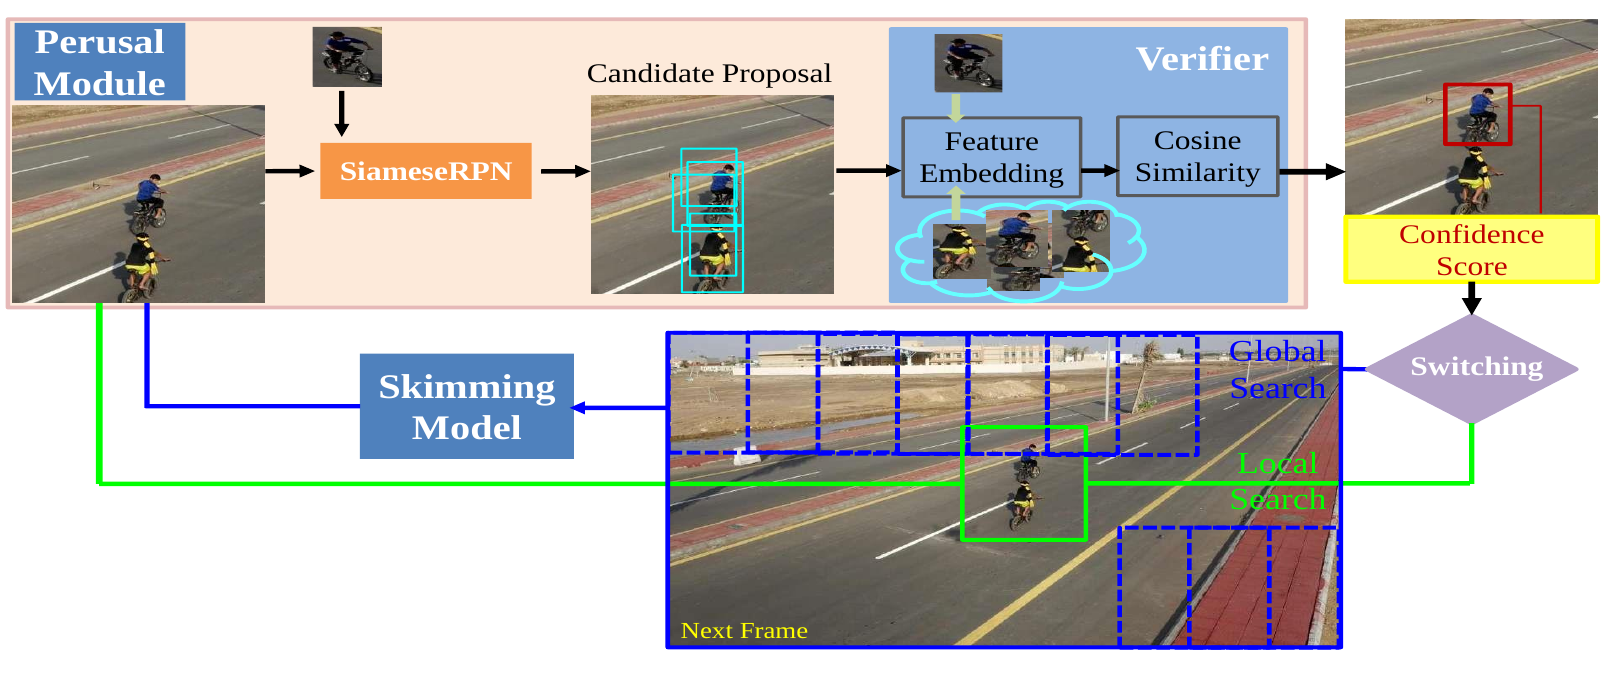 Perusal
Module
Candidate Proposal
Verifier
SiameseRPN
Feature
Embedding
Cosine
Similarity
Confidence
Score
Switching
Global
Search
Skimming
Model
Local
Search
Next Frame